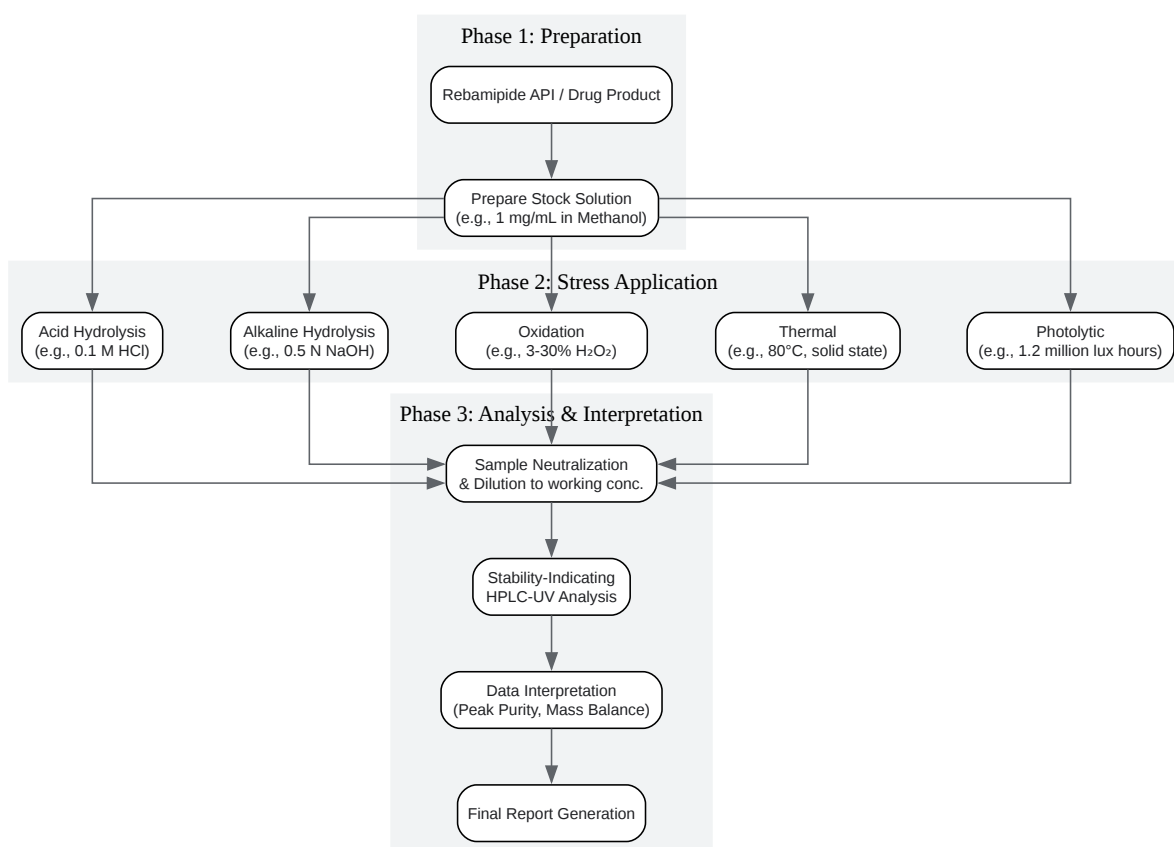 Phase 1: Preparation
Rebamipide API / Drug Product
Prepare Stock Solution
(e.g., 1 mg/mL in Methanol)
Phase 2: Stress Application
Acid Hydrolysis
(e.g., 0.1 M HCl)
Alkaline Hydrolysis
(e.g., 0.5 N NaOH)
Oxidation
(e.g., 3-30% H₂O₂)
Thermal
(e.g., 80°C, solid state)
Photolytic
(e.g., 1.2 million lux hours)
Phase 3: Analysis & Interpretation
Sample Neutralization
& Dilution to working conc.
Stability-Indicating
HPLC-UV Analysis
Data Interpretation
(Peak Purity, Mass Balance)
Final Report Generation